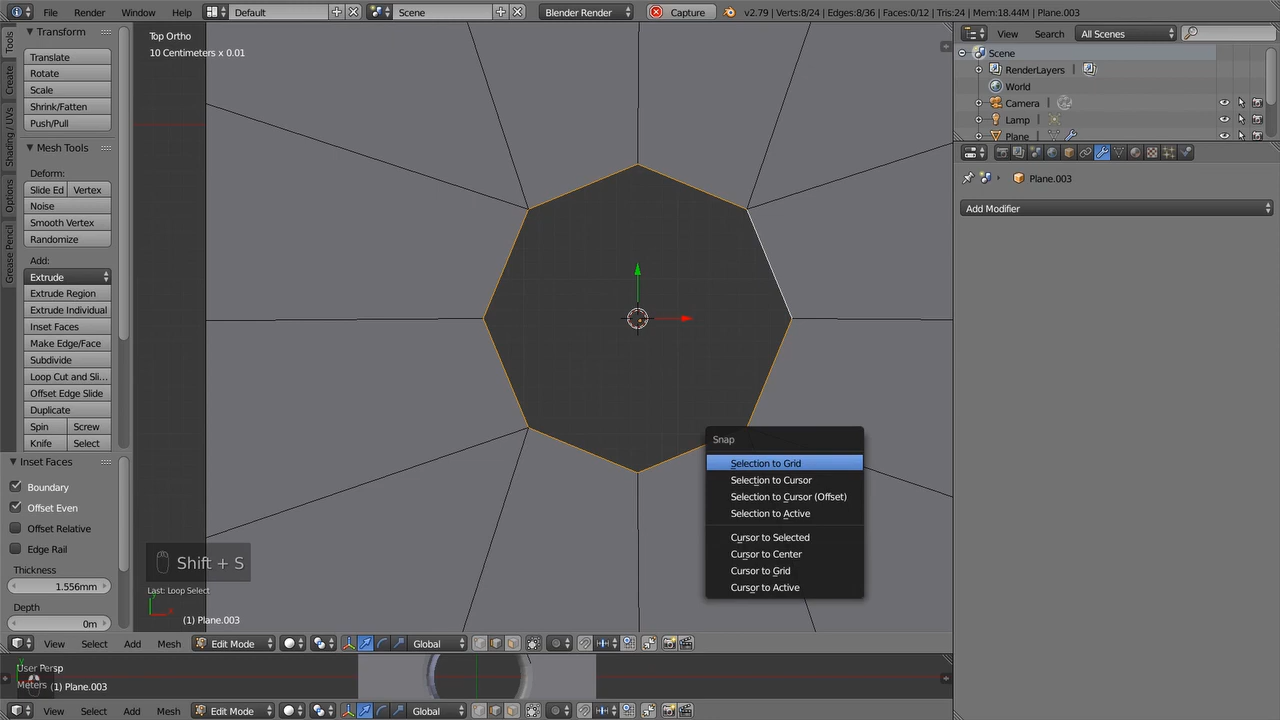 File Render Window Help Default Scene Blender Render Capture v2.79 | Verts:8/24 | Edges:8/36 | Faces:0/12 | Tris:24 | Mem:18.44M | Plane.003
Tools
Create
Shading / UVs
Options
Grease Pencil
Transform
Translate
Rotate
Scale
Shrink/Fatten
Push/Pull
Mesh Tools
Deform:
Slide Ed Vertex
Noise
Smooth Vertex
Randomize
Add:
Extrude
Extrude Region
Extrude Individual
Inset Faces
Make Edge/Face
Subdivide
Loop Cut and Sli...
Offset Edge Slide
Duplicate
Spin Screw
Knife Select
Inset Faces
Boundary
Offset Even
Offset Relative
Edge Rail
Thickness
1.556mm
Depth
0m
Top Ortho
10 Centimeters x 0.01
Snap
Selection to Grid
Selection to Cursor
Selection to Cursor (Offset)
Selection to Active
Cursor to Selected
Cursor to Center
Cursor to Grid
Cursor to Active
Shift + S
Last: Loop Select
(1) Plane.003
View Select Add Mesh Edit Mode Global
User Persp
Meters
(1) Plane.003
View Select Add Mesh Edit Mode Global
View Search All Scenes
Scene
RenderLayers
World
Camera
Lamp
Plane
Plane.003
Add Modifier